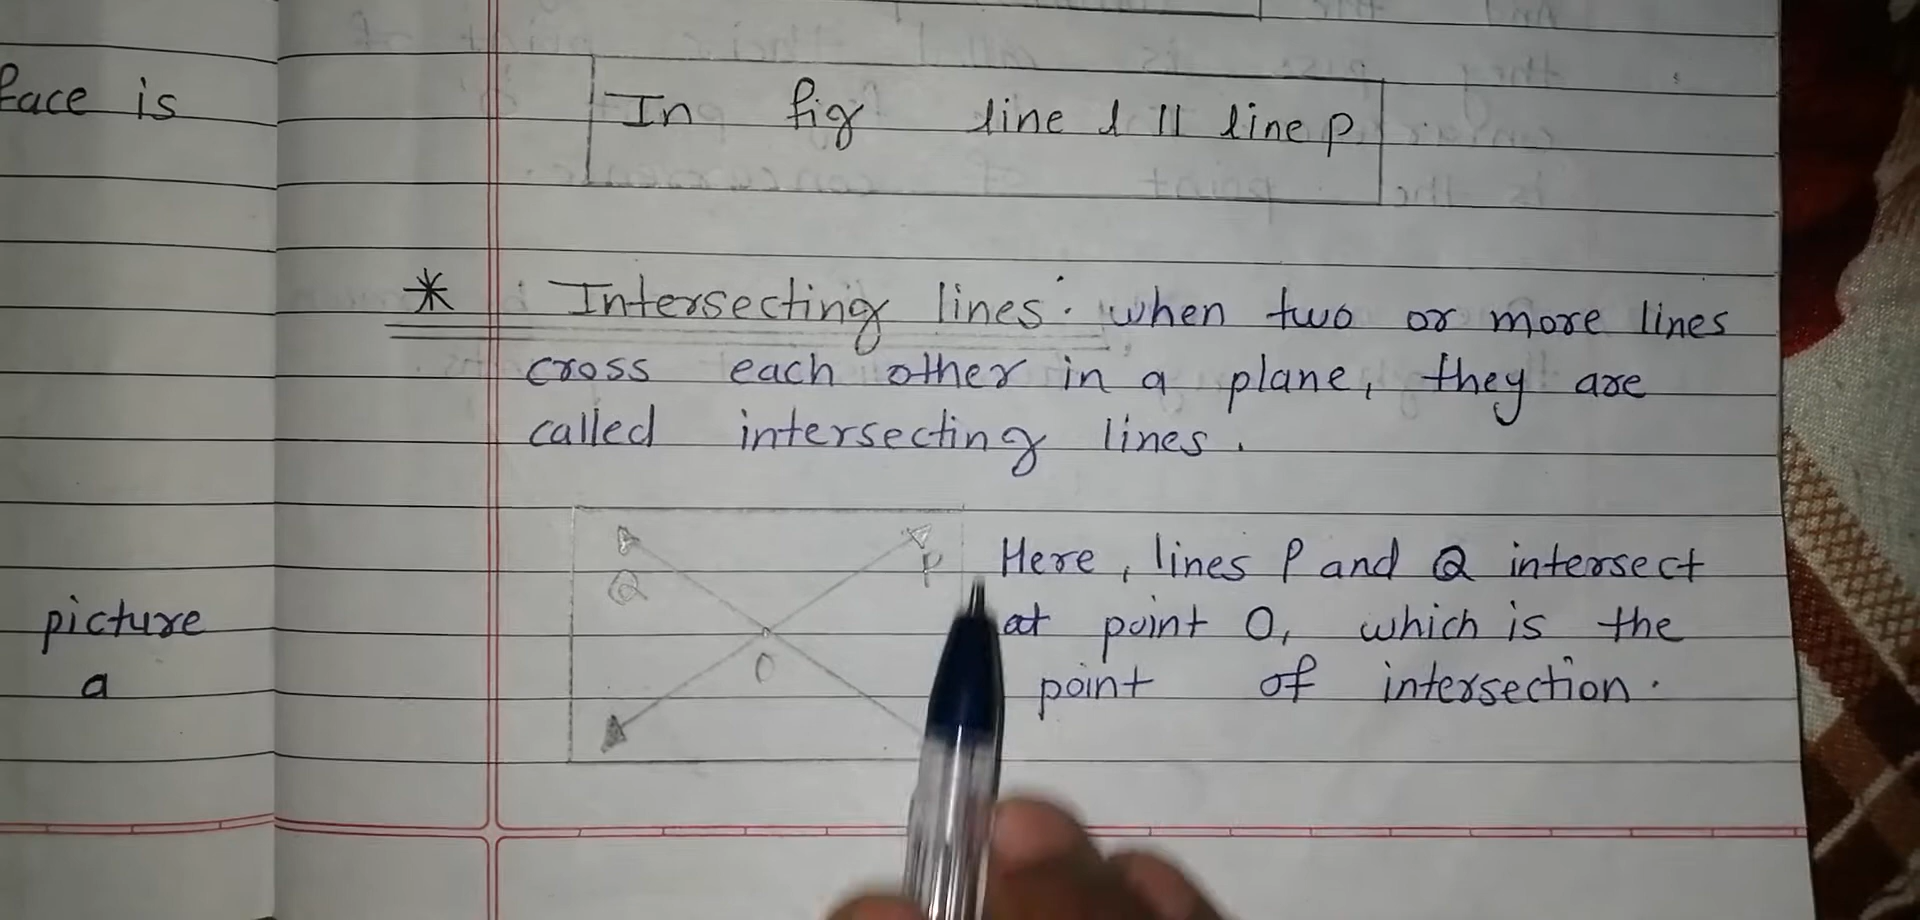 face is
picture
a
In fig line l || line p
* Intersecting lines: when two or more lines
cross each other in a plane, they are
called intersecting lines.
Q
P
O
Here, lines P and Q intersect
at point O, which is the
point of intersection.